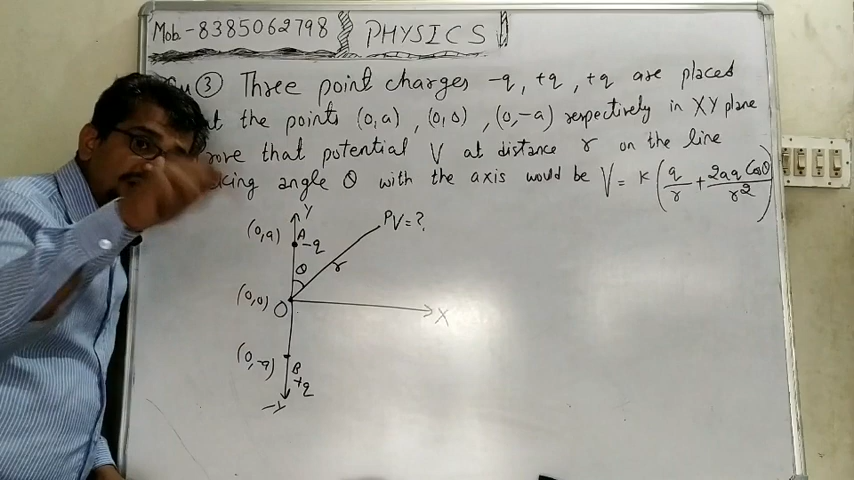 Mob.-8385062798 PHYSICS
③ Three point charges -q, +q, +q are placed
the points (0,a), (0,0), (0,-a) respectively in XY plane
that potential V at distance r on the line
angle θ with the axis would be V = K(q/r + 2aq Cosθ/r²)
Y
(0,a) A
-q
P V=?
θ r
(0,0) O X
(0,-a) B
+q
-Y